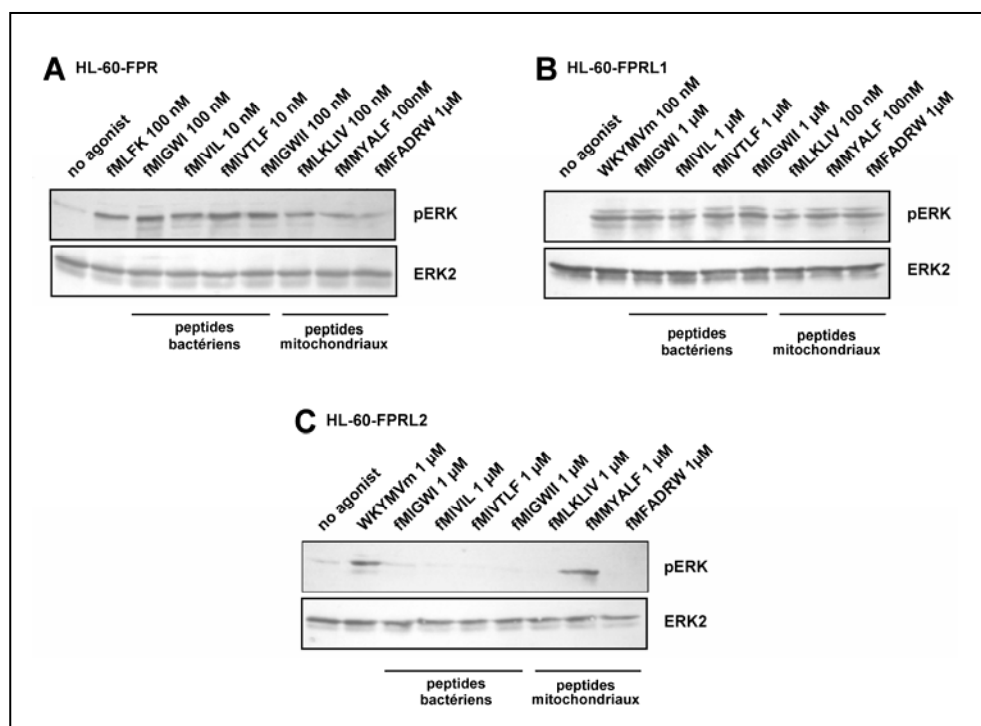 A HL-60-FPR
no agonist
fMLFK 100 nM
fMIGWI 100 nM
fMIVIL 10 nM
fMIVTLF 10 nM
fMIGWII 100 nM
fMLKLIV 100 nM
fMMYALF 100nM
fMFADRW 1µM
pERK
ERK2
peptides
bactériens
peptides
mitochondriaux
B HL-60-FPRL1
no agonist
WKYMVm 100 nM
fMIGWI 1 µM
fMIVIL 1 µM
fMIVTLF 1 µM
fMIGWII 1 µM
fMLKLIV 100 nM
fMMYALF 100nM
fMFADRW 1µM
pERK
ERK2
peptides
bactériens
peptides
mitochondriaux
C HL-60-FPRL2
no agonist
WKYMVm 1 µM
fMIGWI 1 µM
fMIVIL 1 µM
fMIVTLF 1 µM
fMIGWII 1 µM
fMLKLIV 1 µM
fMMYALF 1 µM
fMFADRW 1µM
pERK
ERK2
peptides
bactériens
peptides
mitochondriaux